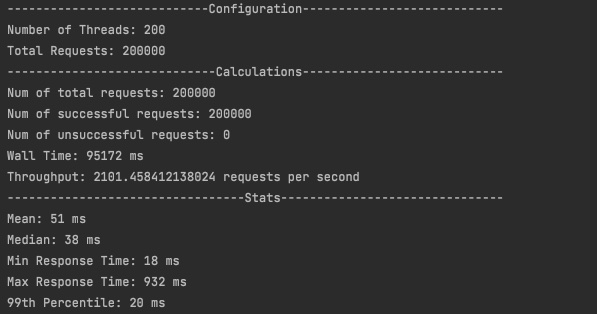 ----------------------------Configuration----------------------------
Number of Threads: 200
Total Requests: 200000
-----------------------------Calculations----------------------------
Num of total requests: 200000
Num of successful requests: 200000
Num of unsuccessful requests: 0
Wall Time: 95172 ms
Throughput: 2101.458412138024 requests per second
---------------------------------Stats-------------------------------
Mean: 51 ms
Median: 38 ms
Min Response Time: 18 ms
Max Response Time: 932 ms
99th Percentile: 20 ms